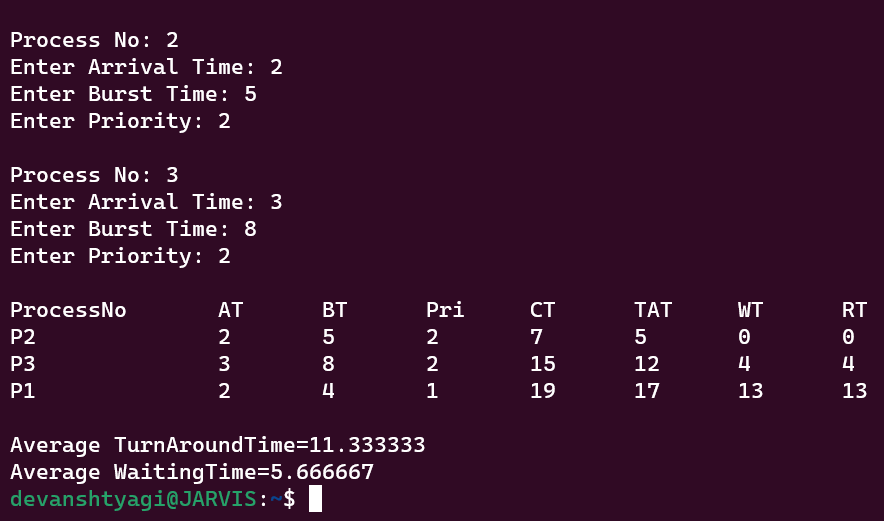 Process No: 2
Enter Arrival Time: 2
Enter Burst Time: 5
Enter Priority: 2
Process No: 3
Enter Arrival Time: 3
Enter Burst Time: 8
Enter Priority: 2
ProcessNo AT BT Pri CT TAT WT RT
P2 2 5 2 7 5 0 0
P3 3 8 2 15 12 4 4
P1 2 4 1 19 17 13 13
Average TurnAroundTime=11.333333
Average WaitingTime=5.666667
devanshtyagi@JARVIS:~$